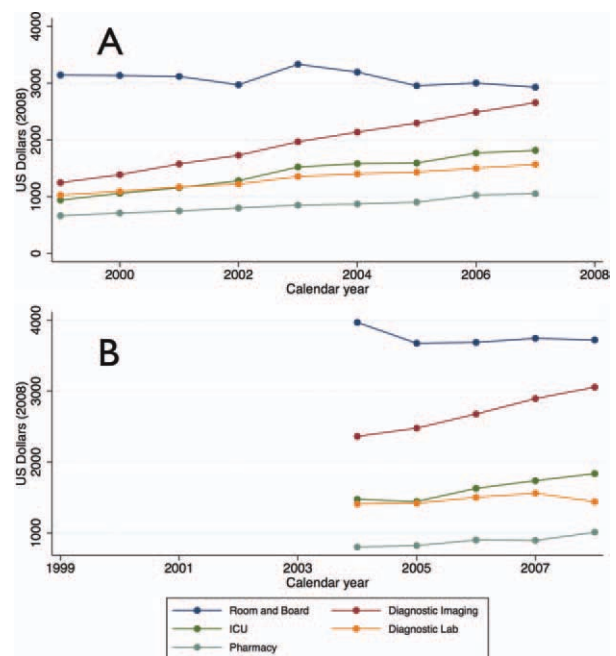 A
US Dollars (2008)
4000
3000
2000
1000
0
2000 2002 2004 2006 2008
Calendar year
B
US Dollars (2008)
4000
3000
2000
1000
1999 2001 2003 2005 2007
Calendar year
Room and Board Diagnostic Imaging
ICU Diagnostic Lab
Pharmacy